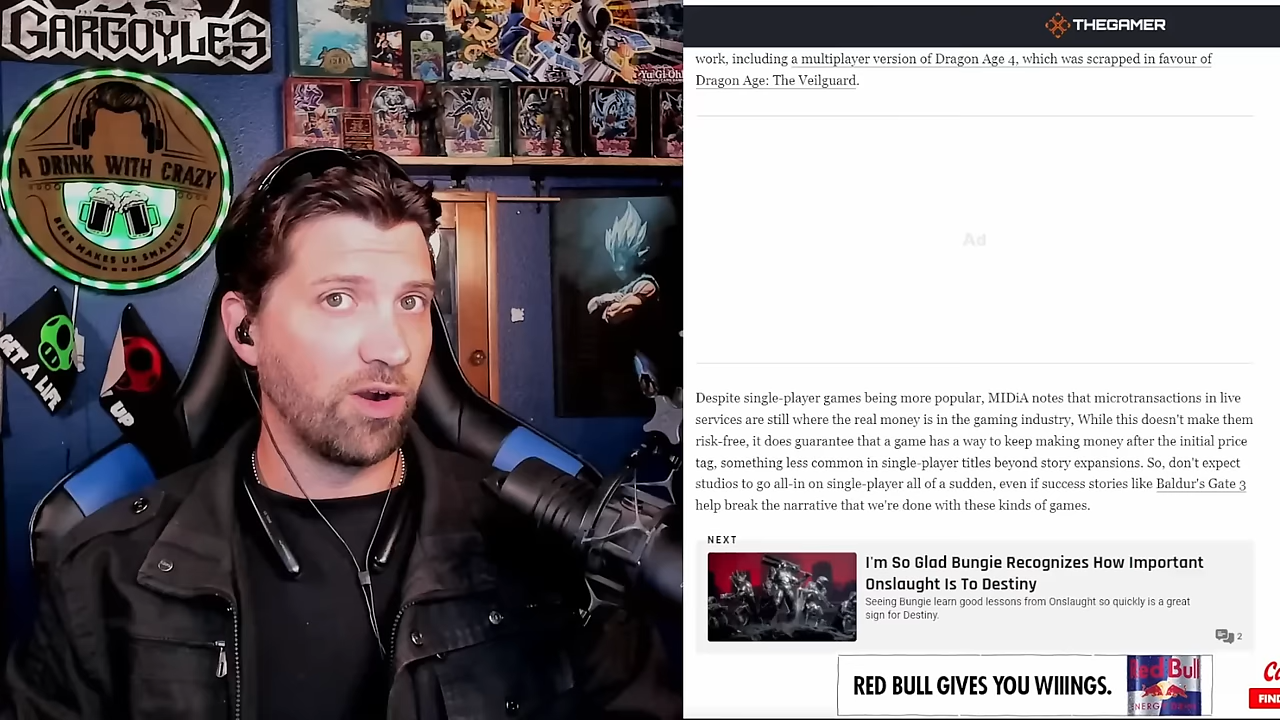 GARGOYLES
Yu-Gi-Oh!
A DRINK WITH CRAZY
BEER MAKES US SMARTER
GET A LIFE
UP
THEGAMER
work, including a multiplayer version of Dragon Age 4, which was scrapped in favour of
Dragon Age: The Veilguard.
Ad
Despite single-player games being more popular, MIDiA notes that microtransactions in live
services are still where the real money is in the gaming industry, While this doesn't make them
risk-free, it does guarantee that a game has a way to keep making money after the initial price
tag, something less common in single-player titles beyond story expansions. So, don't expect
studios to go all-in on single-player all of a sudden, even if success stories like Baldur's Gate 3
help break the narrative that we're done with these kinds of games.
NEXT
I'm So Glad Bungie Recognizes How Important
Onslaught Is To Destiny
Seeing Bungie learn good lessons from Onslaught so quickly is a great
sign for Destiny.
2
RED BULL GIVES YOU WIIINGS.
Red Bull
ENERGY DRINK
FIND